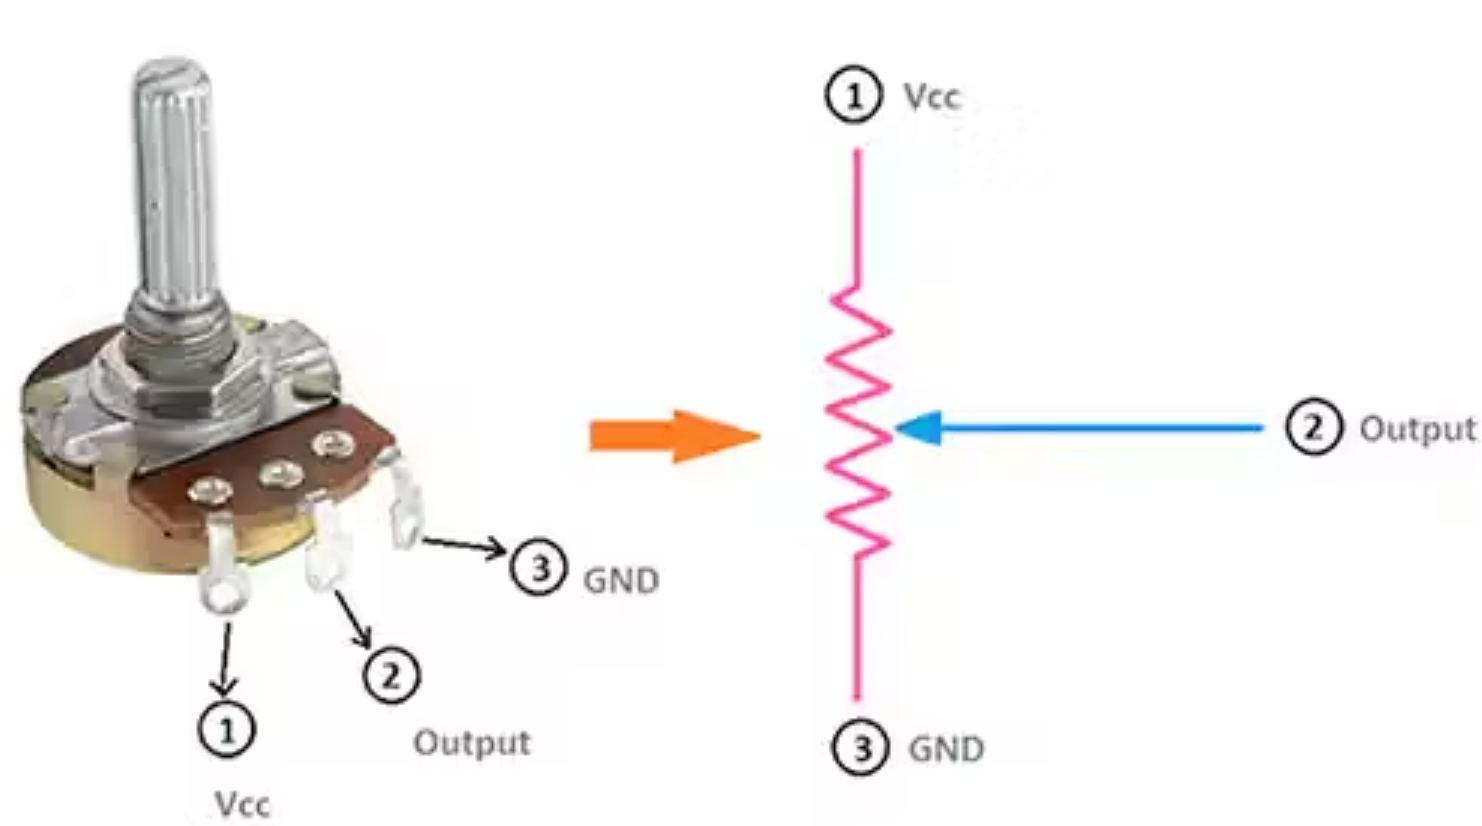 1 Vcc
2 Output
3 GND
3 GND
2
Output
1
Vcc